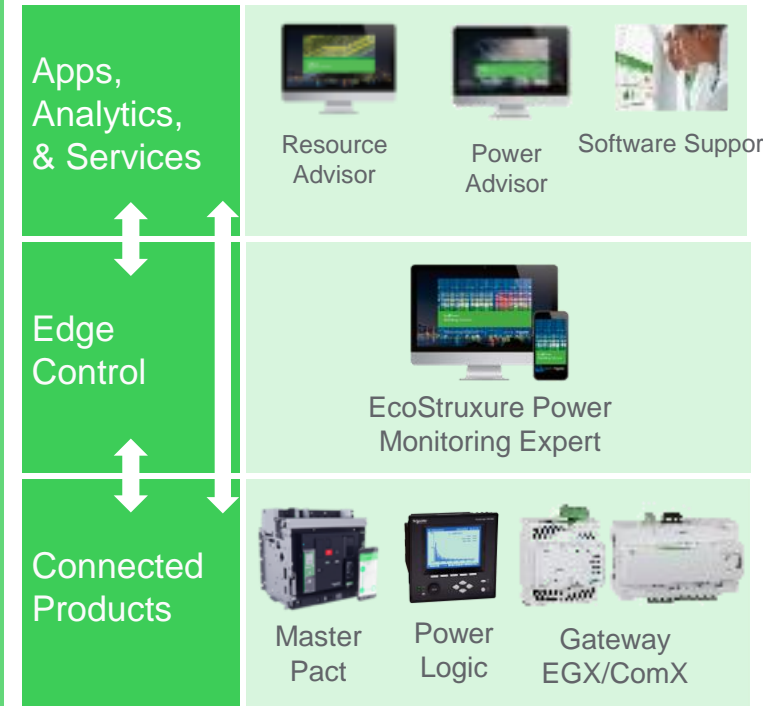 Apps,
Analytics,
& Services
Resource
Advisor
Power
Advisor
Software Suppor
Edge
Control
EcoStruxure Power
Monitoring Expert
Connected
Products
Master
Pact
Power
Logic
Gateway
EGX/ComX